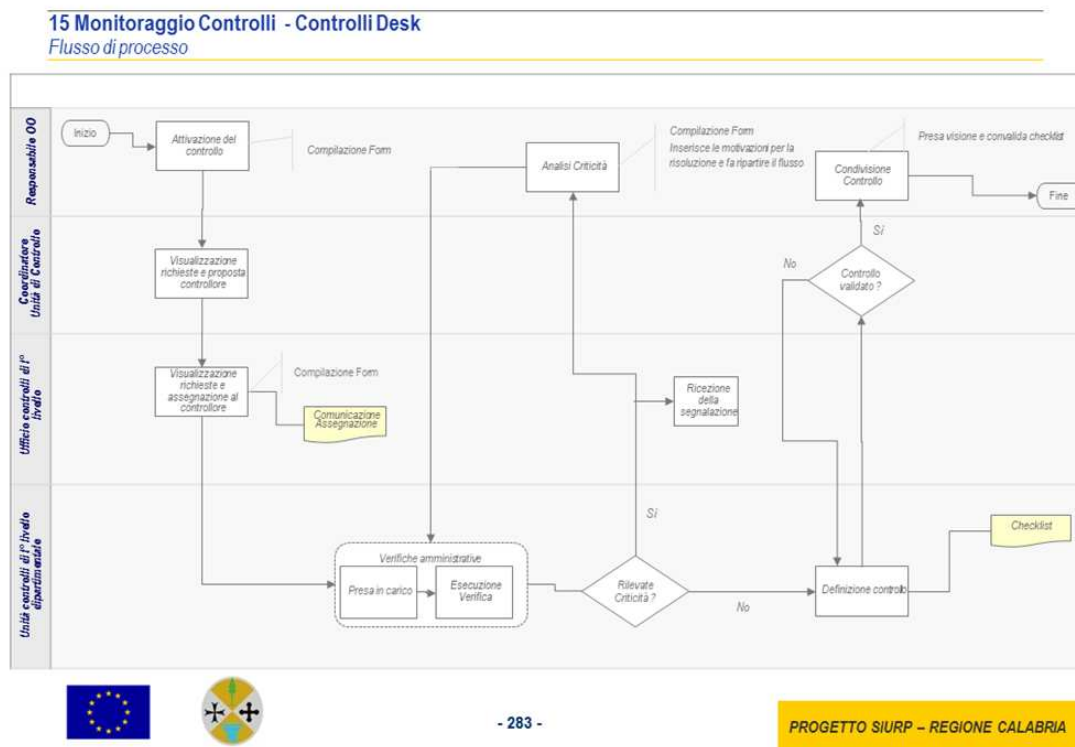 15 Monitoraggio Controlli - Controlli Desk
Flusso di processo
Responsabile OO
Inizio
Attivazione del
controllo
Compilazione Form
Analisi Criticità
Compilazione Form
Inserisce le motivazioni per la
risoluzione e fa ripartire il flusso
Presa visione e convalida checklist
Condivisione
Controllo
Fine
Coordinatore
Unità di Controllo
Visualizzazione
richieste e proposta
controllore
Si
No
Controllo
validato ?
Ufficio controlli di I°
livello
Visualizzazione
richieste e
assegnazione al
controllore
Compilazione Form
Comunicazione
Assegnazione
Ricezione
della
segnalazione
Unità controlli di I° livello
dipartimentale
Verifiche amministrative
Presa in carico
Esecuzione
Verifica
Si
Rilevate
Criticità ?
No
Definizione controllo
Checklist
- 283 -
PROGETTO SIURP – REGIONE CALABRIA